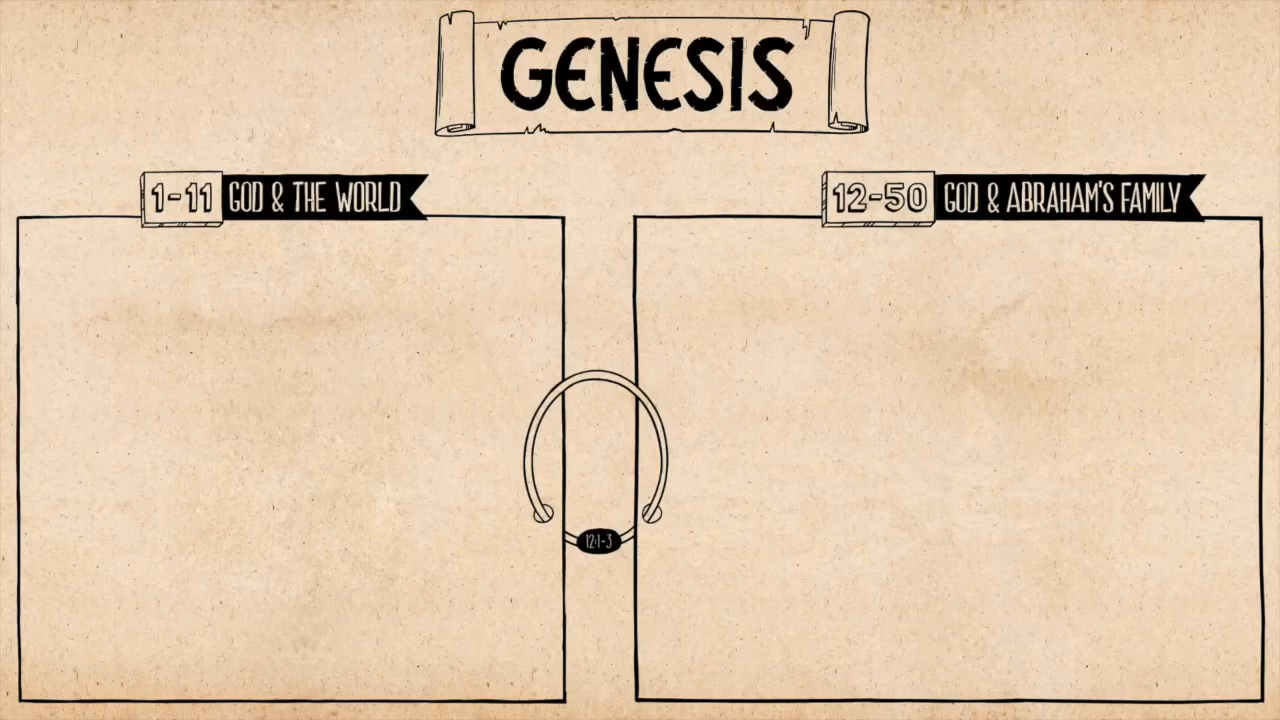 GENESIS
1-11 GOD & THE WORLD
12-50 GOD & ABRAHAM'S FAMILY
12:1-3